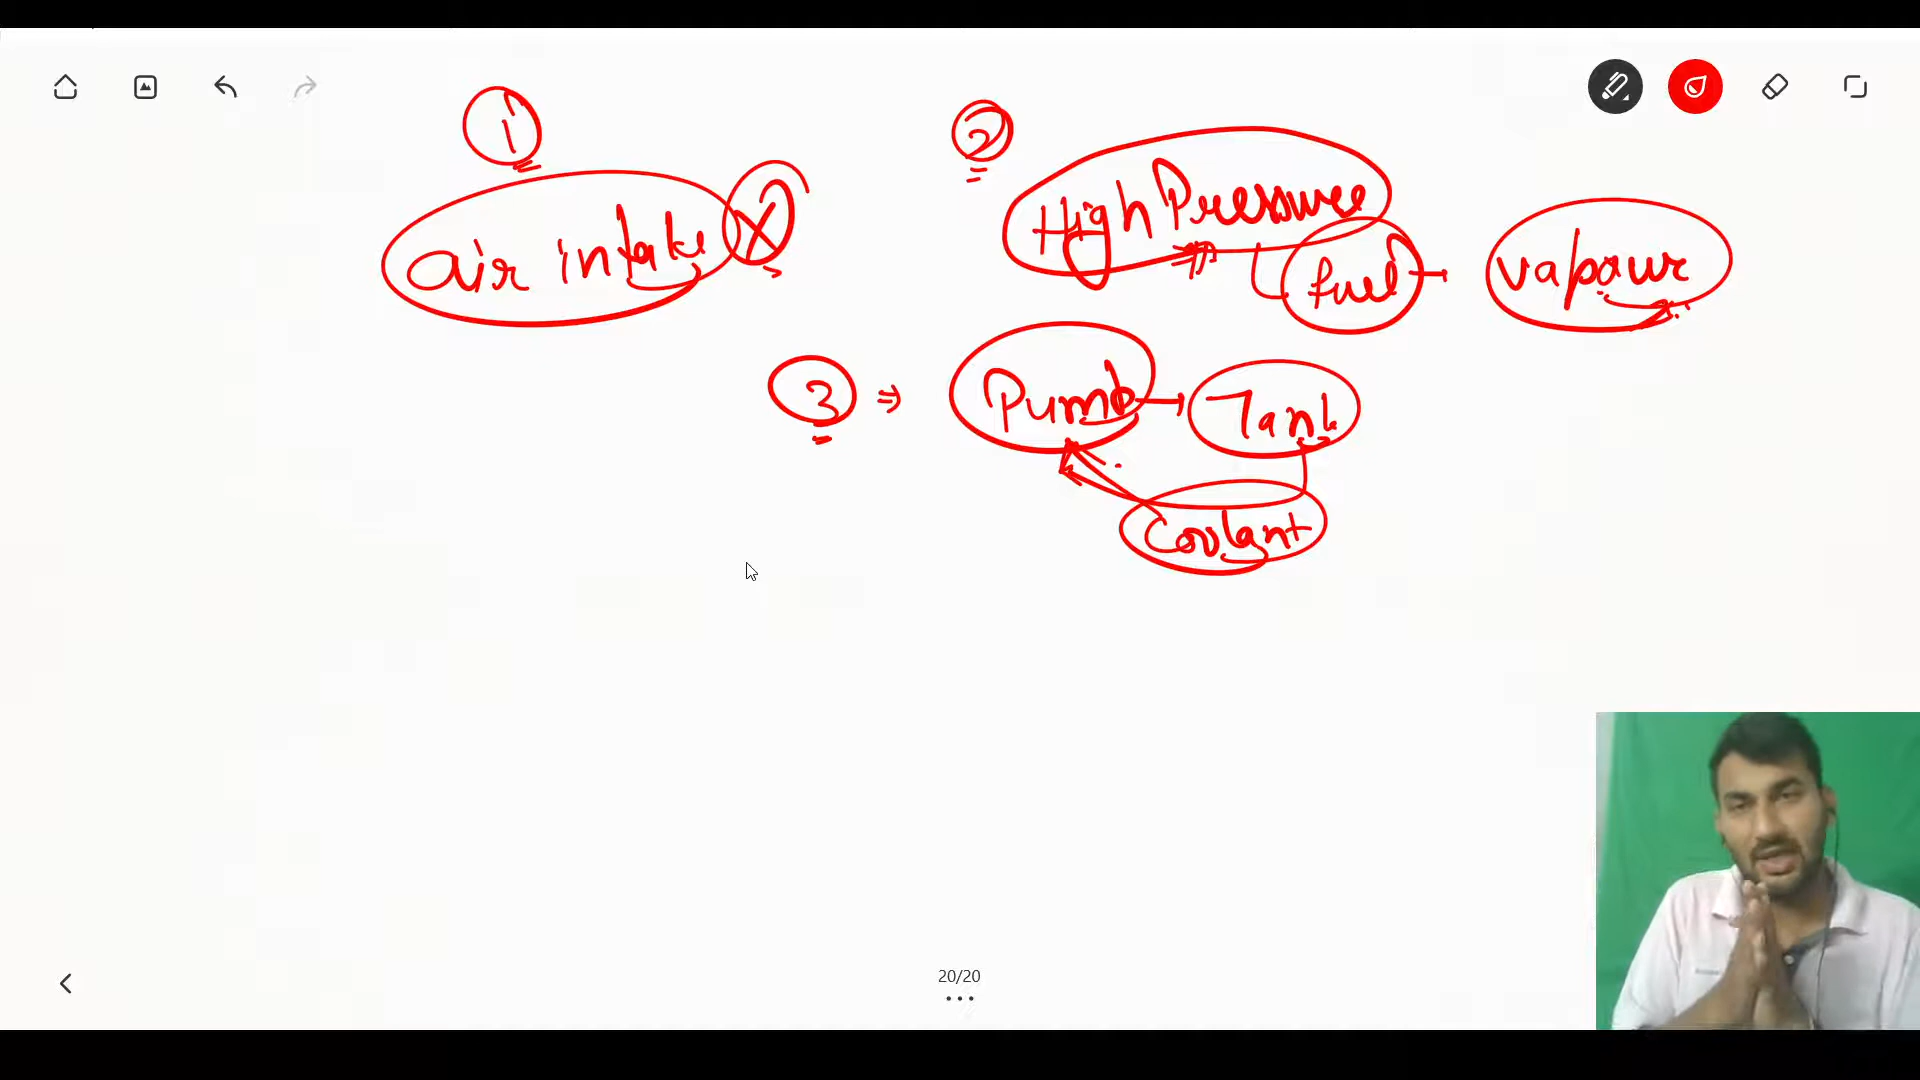 1
air intake X
2
High Pressure
fuel → vapour
3 ⇒ Pump → Tank
Coolant
20/20